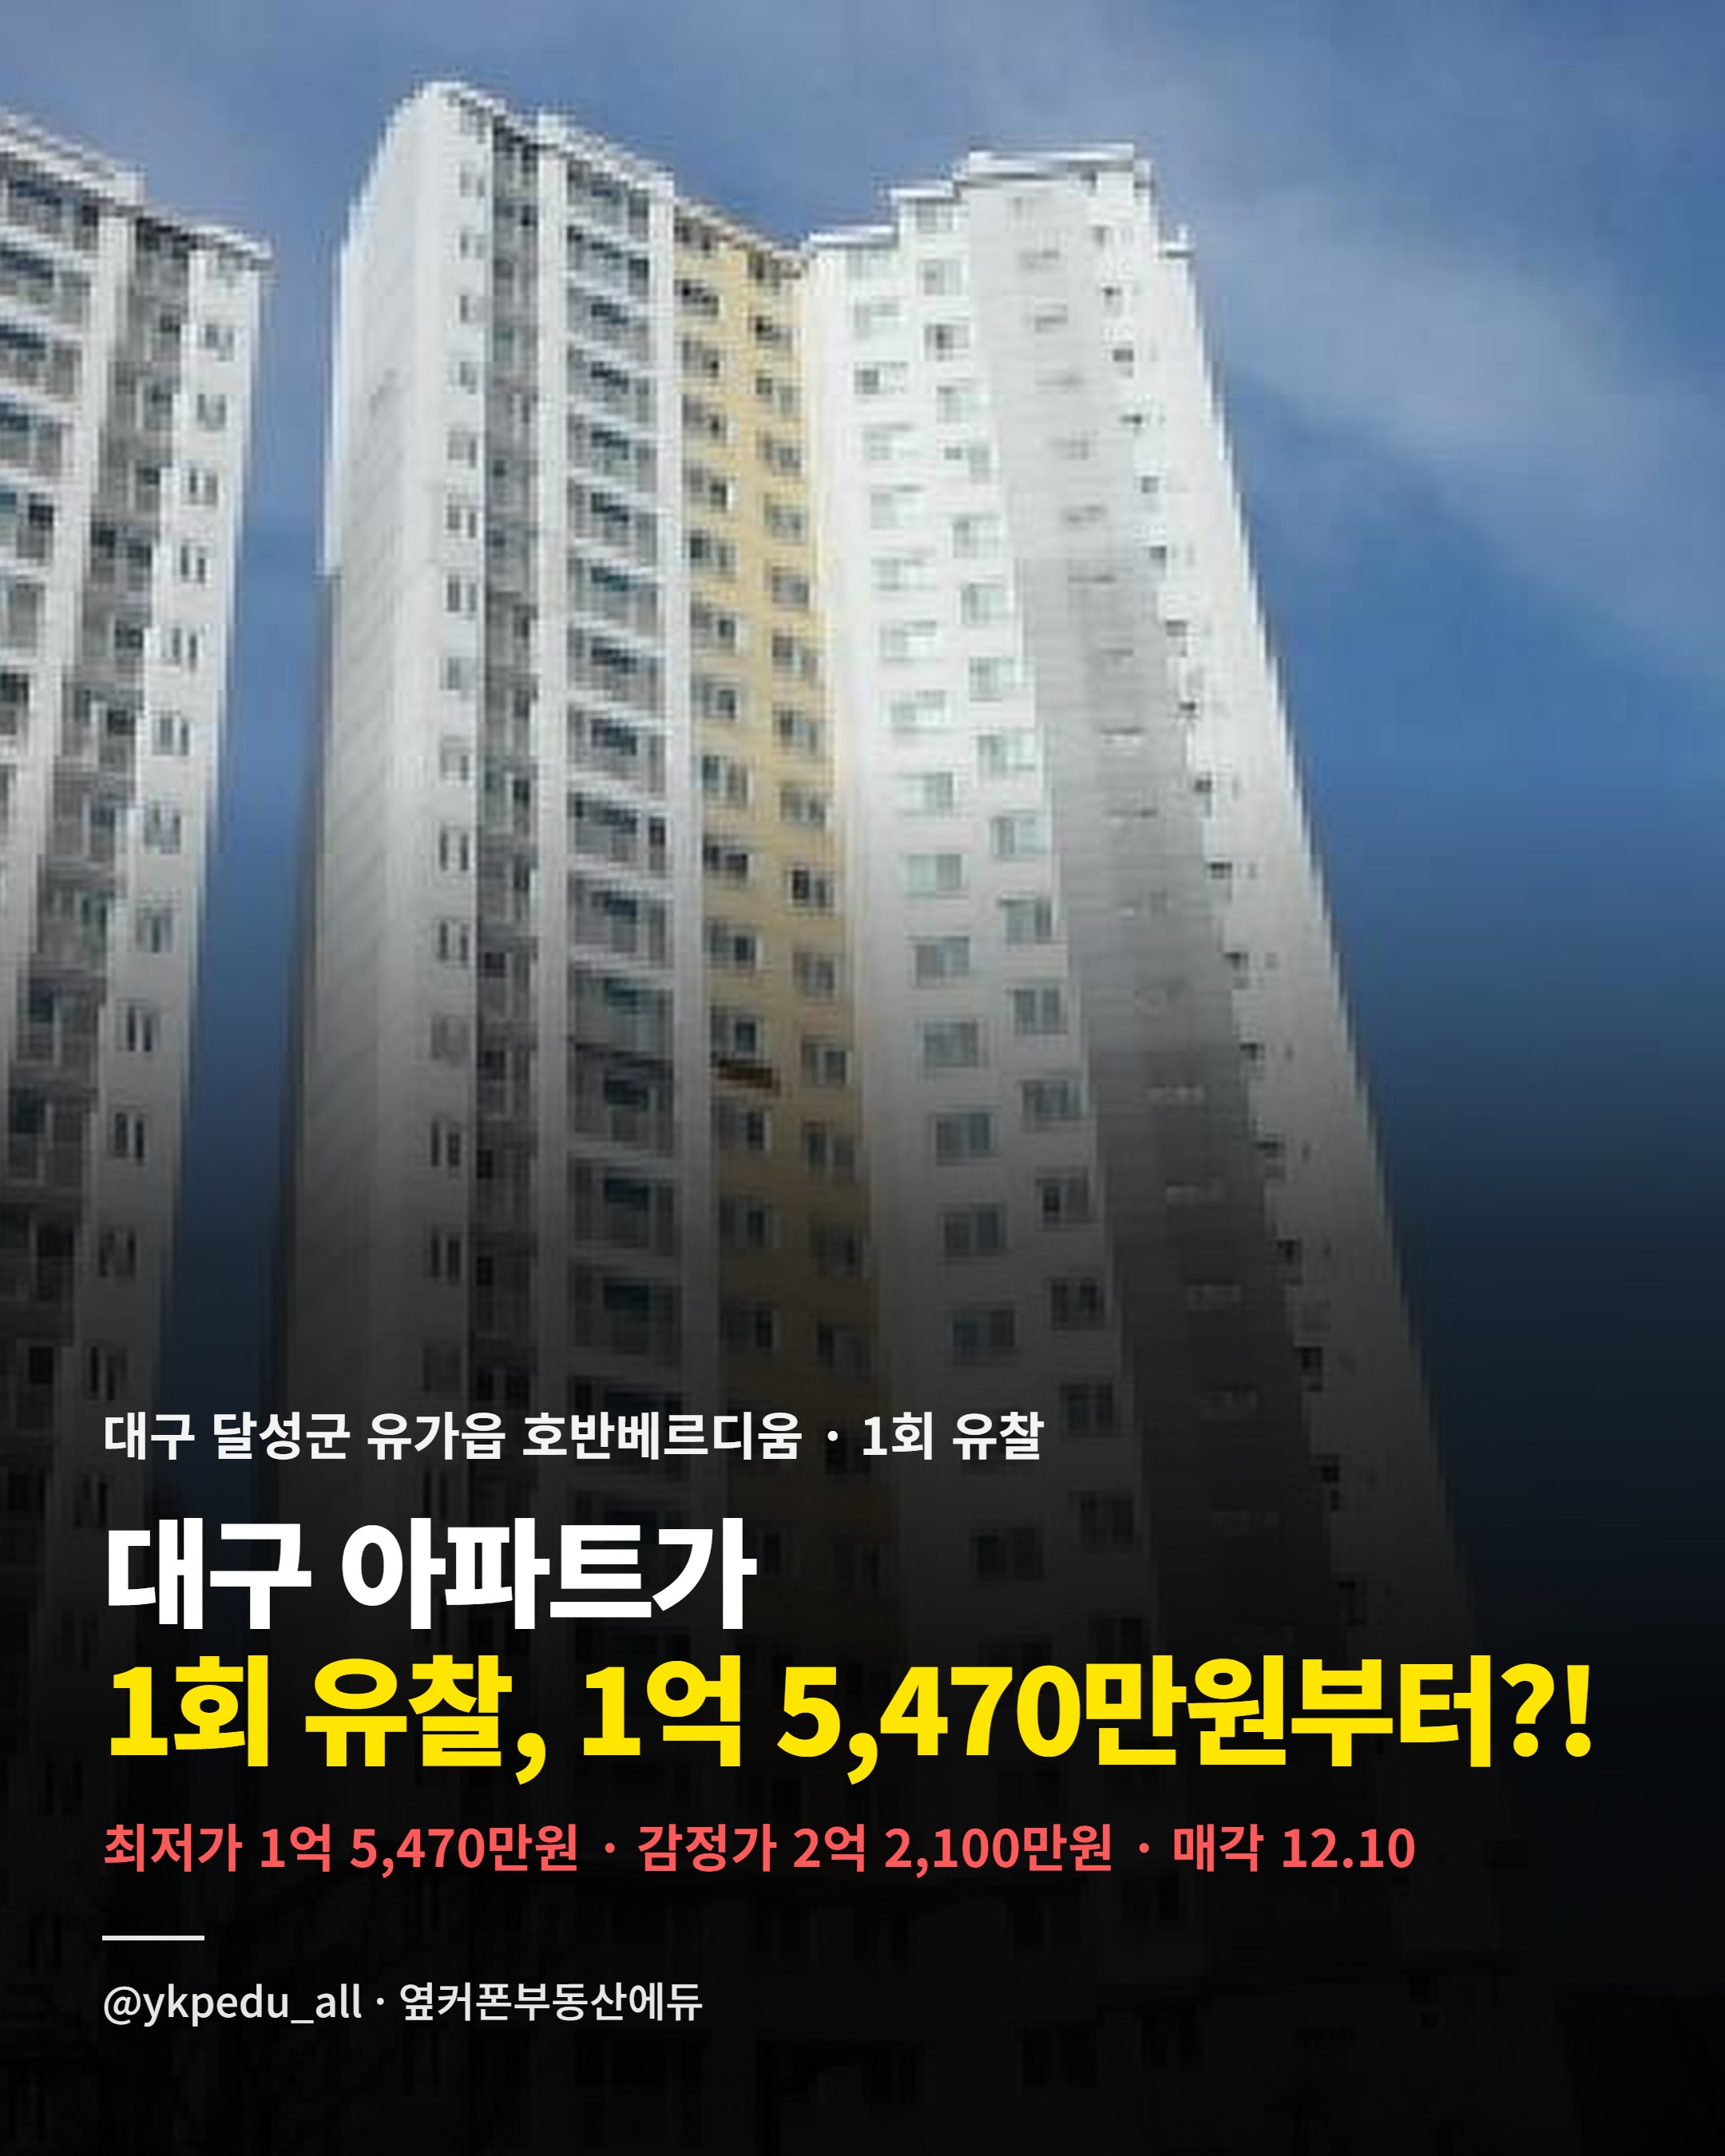 대구 달성군 유가읍 호반베르디움 · 1회 유찰
대구 아파트가
1회 유찰, 1억 5,470만원부터?!
최저가 1억 5,470만원 · 감정가 2억 2,100만원 · 매각 12.10
@ykpedu_all · 옆커폰부동산에듀